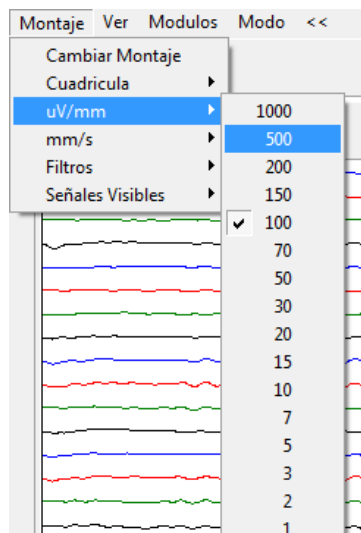 Montaje Ver Modulos Modo <<
Cambiar Montaje
Cuadricula
uV/mm
mm/s
Filtros
Señales Visibles
1000
500
200
150
100
70
50
30
20
15
10
7
5
3
2
1